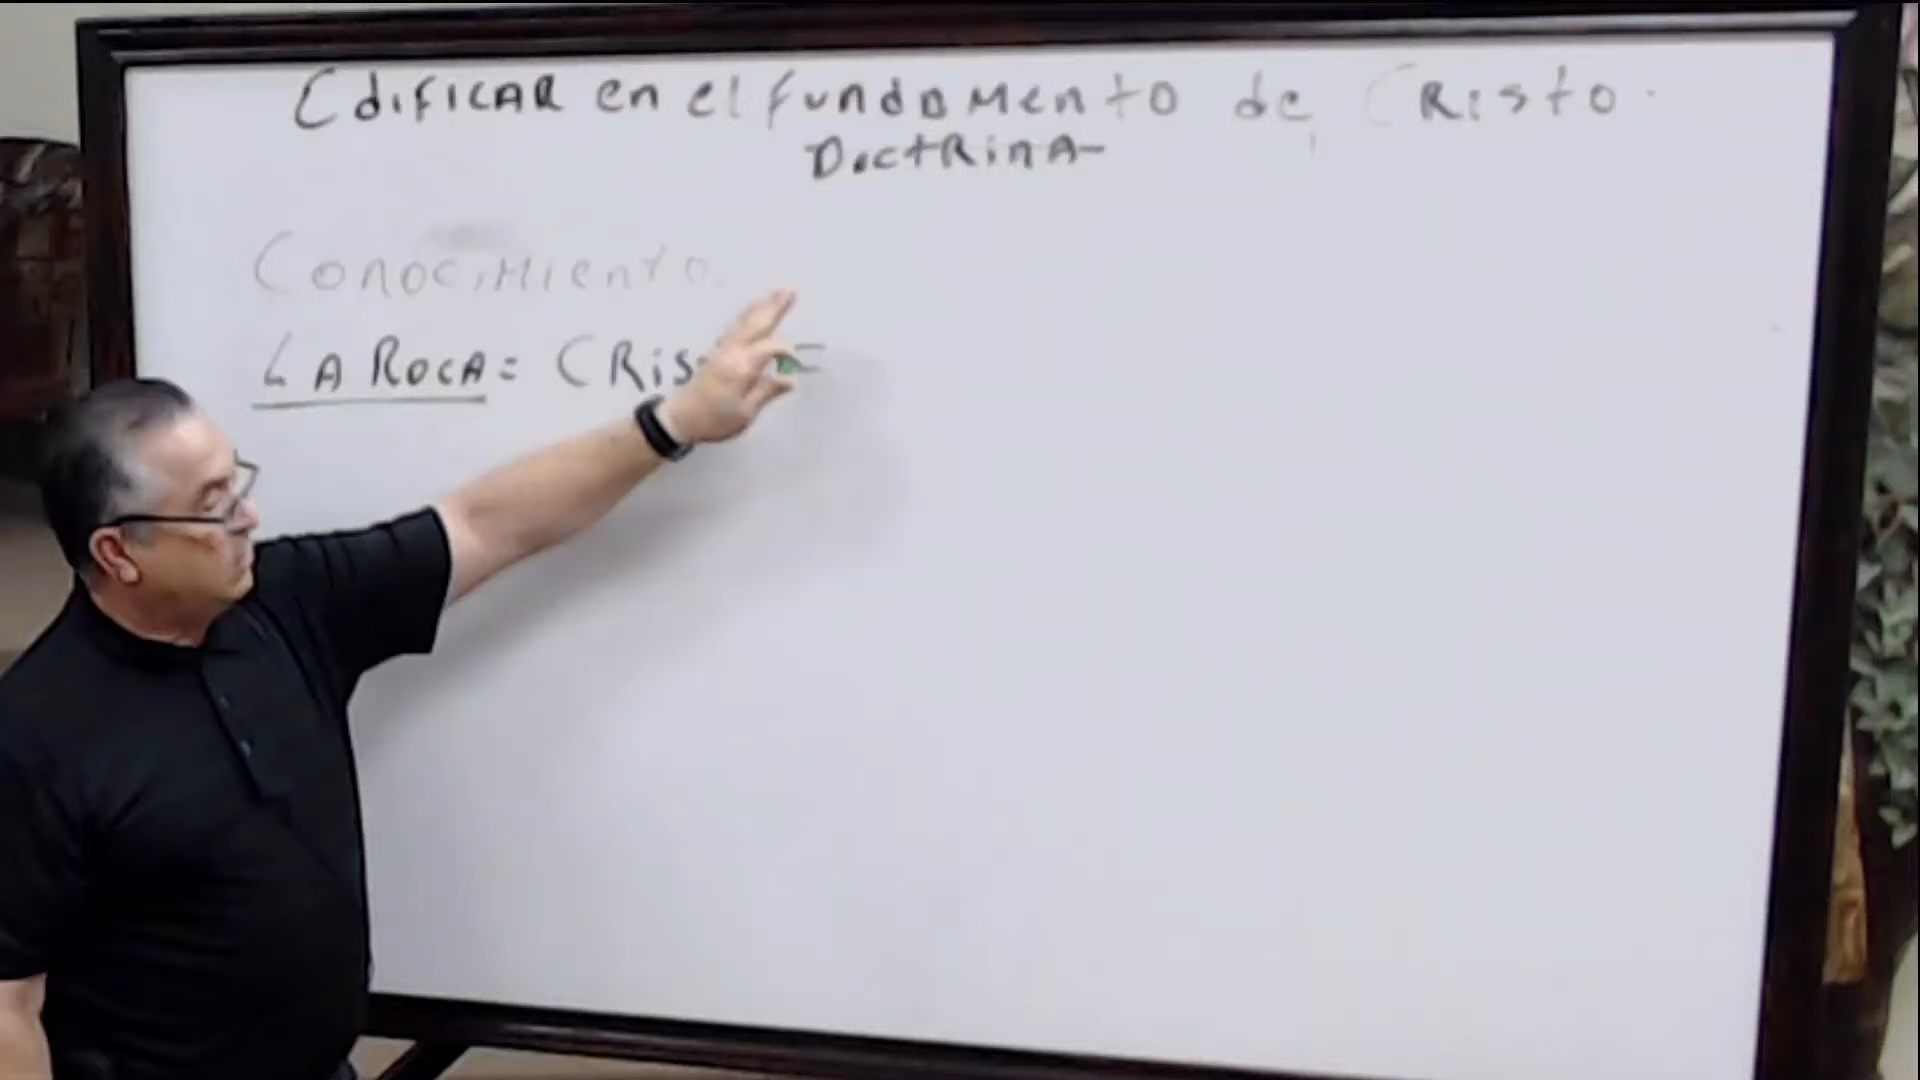 Edificar en el fundamento de Cristo.
Doctrina
Conocimiento.
La Roca = Cris =